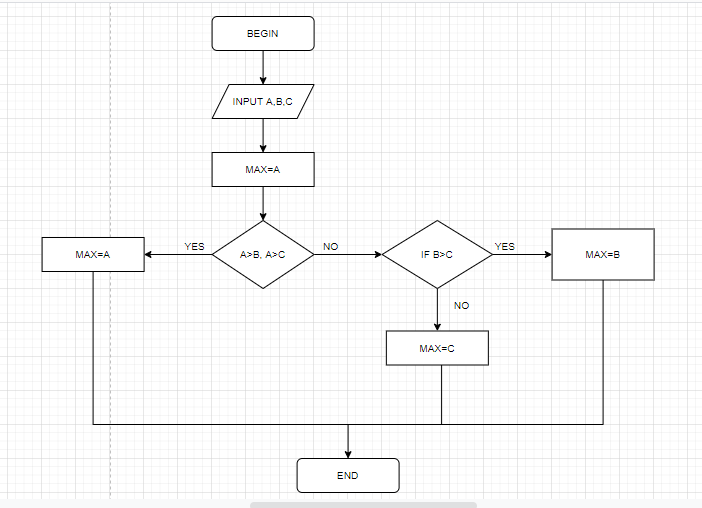 BEGIN
INPUT A,B,C
MAX=A
A>B, A>C
YES
MAX=A
NO
IF B>C
YES
MAX=B
NO
MAX=C
END